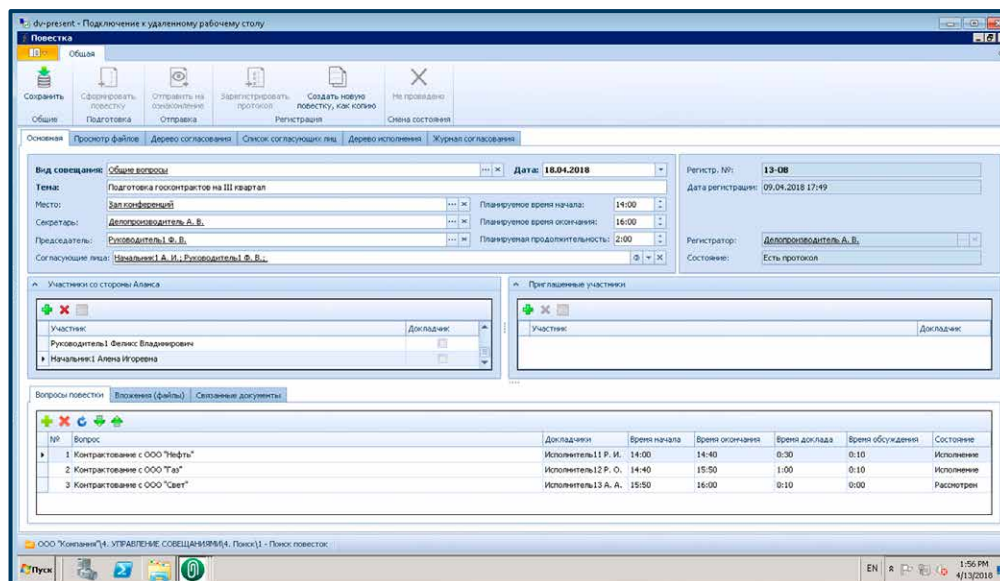 dv-present - Подключение к удаленному рабочему столу
Повестка
Общая
Сохранить
Сформировать повестку
Отправить на ознакомление
Зарегистрировать протокол
Создать новую повестку, как копию
Не проведено
Общие Подготовка Отправка Регистрация Смена состояния
Основная Просмотр файлов Дерево согласования Список согласующих лиц Дерево исполнения Журнал согласования
Вид совещания: Общие вопросы Дата: 18.04.2018 Регистр. №: 13-08
Тема: Подготовка госконтрактов на III квартал Дата регистрации: 09.04.2018 17:49
Место: Зал конференций Планируемое время начала: 14:00
Секретарь: Делопроизводитель А. В. Планируемое время окончания: 16:00
Председатель: Руководитель1 Ф. В. Планируемая продолжительность: 2:00 Регистратор: Делопроизводитель А. В.
Согласующие лица: Начальник1 А. И.; Руководитель1 Ф. В.; Состояние: Есть протокол
Участники со стороны Аланса Приглашенные участники
Участник Докладчик Участник Докладчик
Руководитель1 Феликс Владимирович
Начальник1 Алена Игоревна
Вопросы повестки Вложения (файлы) Связанные документы
№ Вопрос Докладчики Время начала Время окончания Время доклада Время обсуждения Состояние
1 Контрактование с ООО "Нефть" Исполнитель11 Р. И. 14:00 14:40 0:30 0:10 Исполнение
2 Контрактование с ООО "Газ" Исполнитель12 Р. О. 14:40 15:50 1:00 0:10 Исполнение
3 Контрактование с ООО "Свет" Исполнитель13 А. А. 15:50 16:00 0:10 0:00 Рассмотрен
ООО "Компания"\4. УПРАВЛЕНИЕ СОВЕЩАНИЯМИ\4. Поиск\1 - Поиск повесток
Пуск EN 1:56 PM
4/13/2018